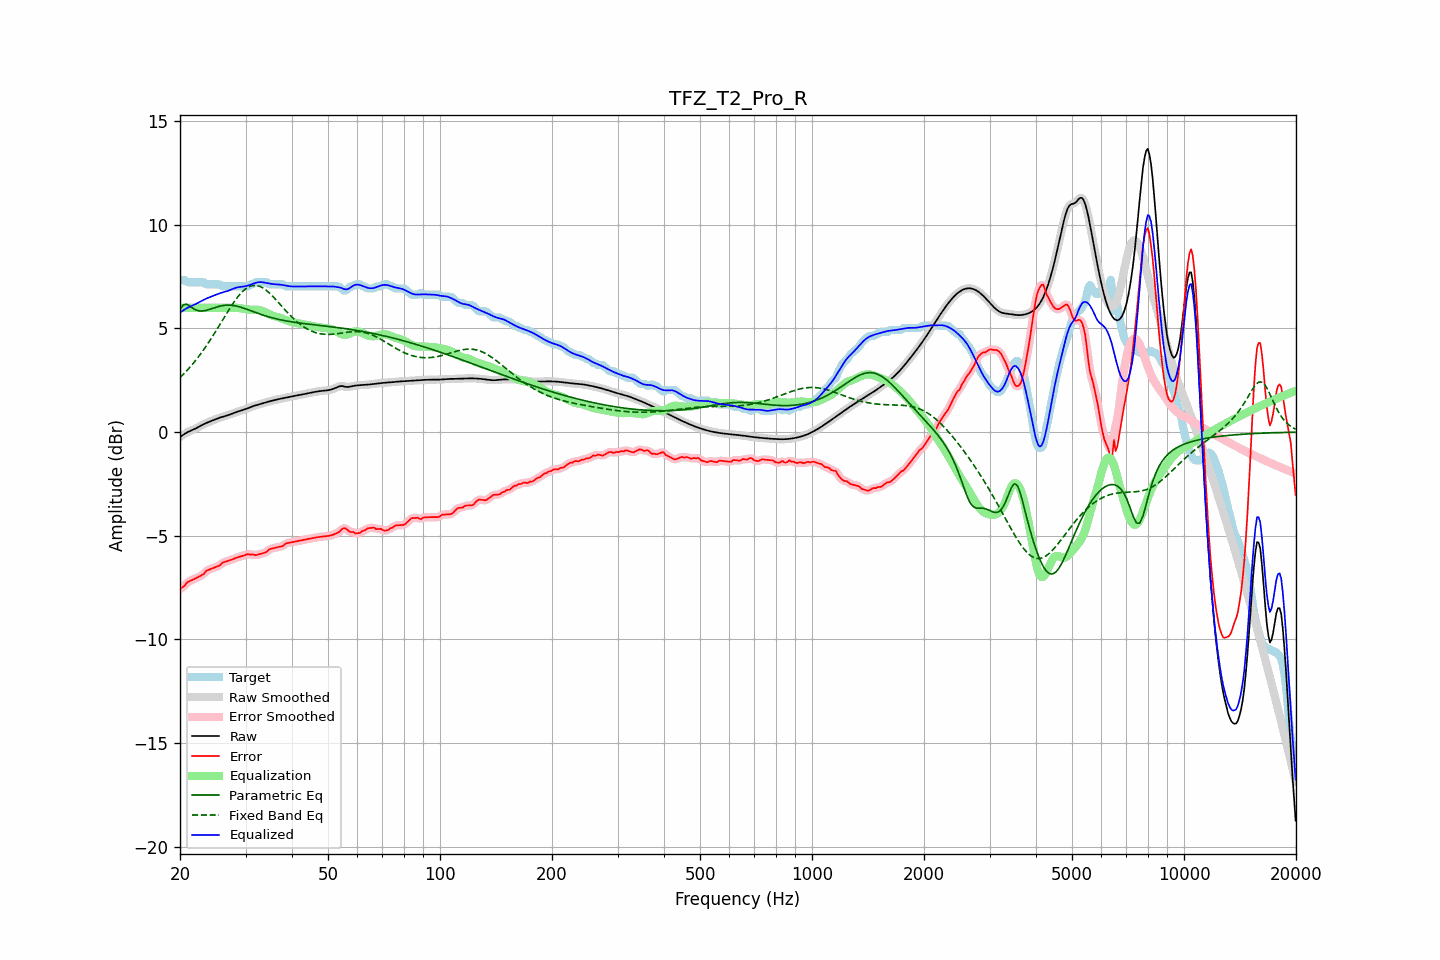 TFZ_T2_Pro_R
Amplitude (dBr)
15
10
5
0
−5
−10
−15
−20
Target
Raw Smoothed
Error Smoothed
Raw
Error
Equalization
Parametric Eq
Fixed Band Eq
Equalized
20 50 100 200 500 1000 2000 5000 10000 20000
Frequency (Hz)